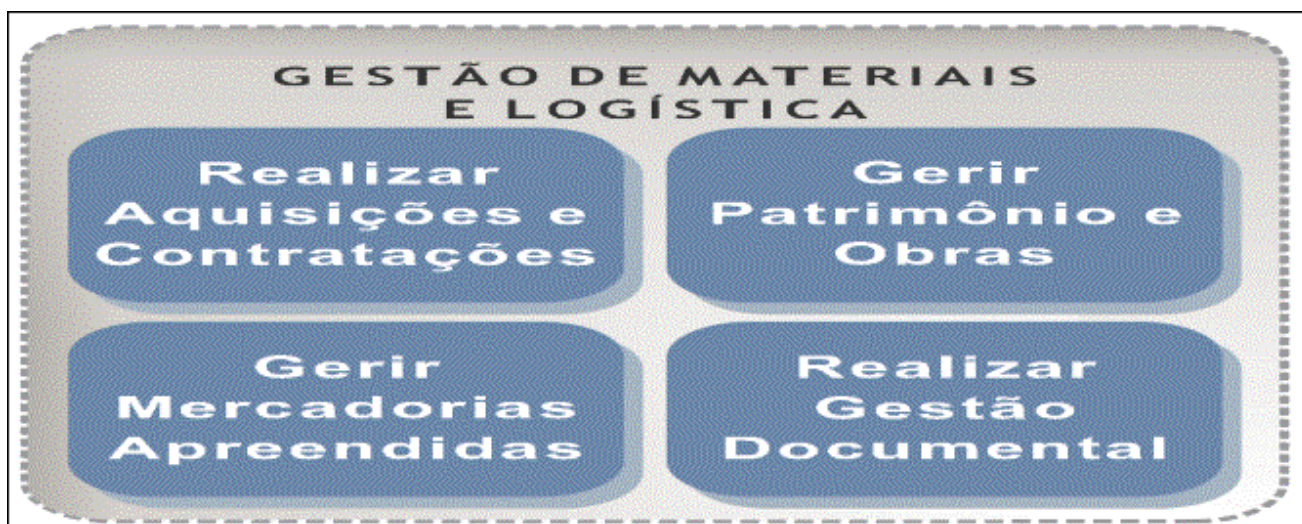 GESTÃO DE MATERIAIS
E LOGÍSTICA
Realizar
Aquisições e
Contratações
Gerir
Patrimônio e
Obras
Gerir
Mercadorias
Apreendidas
Realizar
Gestão
Documental